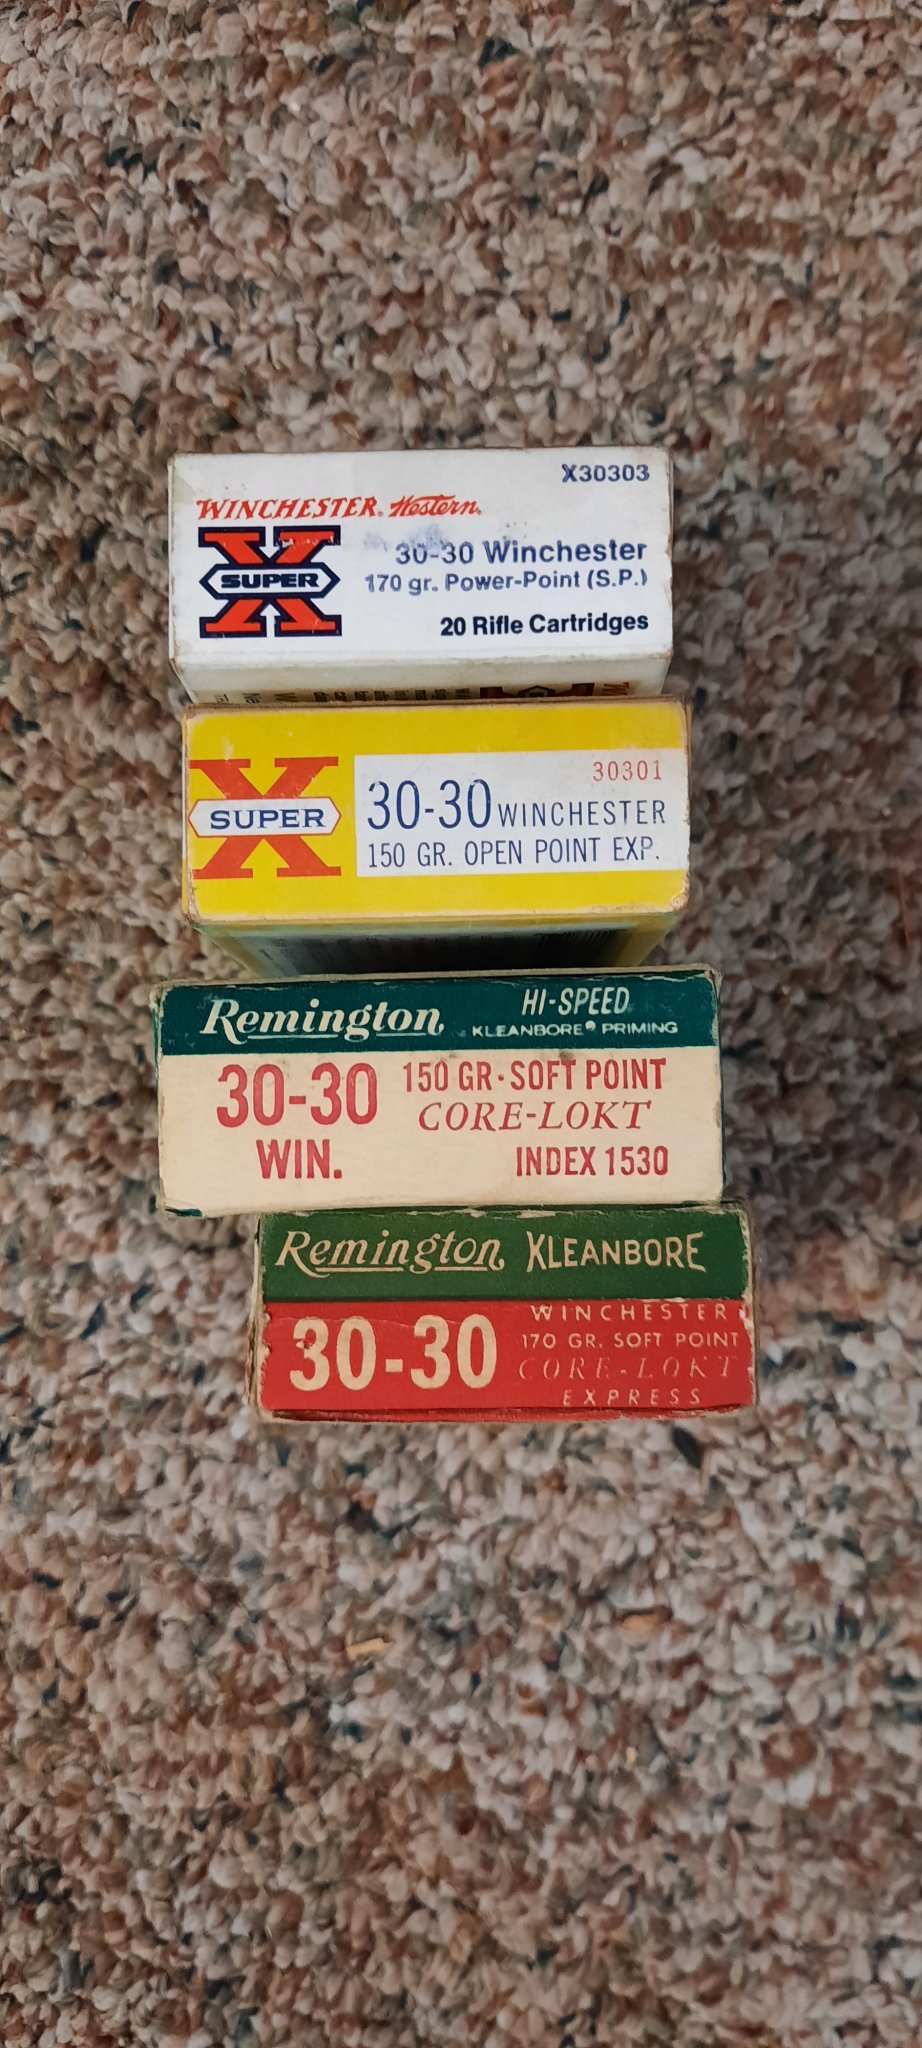 X30303
WINCHESTER® Western®
X
SUPER
30-30 Winchester
170 gr. Power-Point (S.P.)
20 Rifle Cartridges
X
SUPER
30301
30-30 WINCHESTER
150 GR. OPEN POINT EXP.
Remington
HI-SPEED
KLEANBORE® PRIMING
30-30
WIN.
150 GR·SOFT POINT
CORE-LOKT
INDEX 1530
Remington KLEANBORE
30-30
WINCHESTER
170 GR. SOFT POINT
CORE-LOKT
EXPRESS